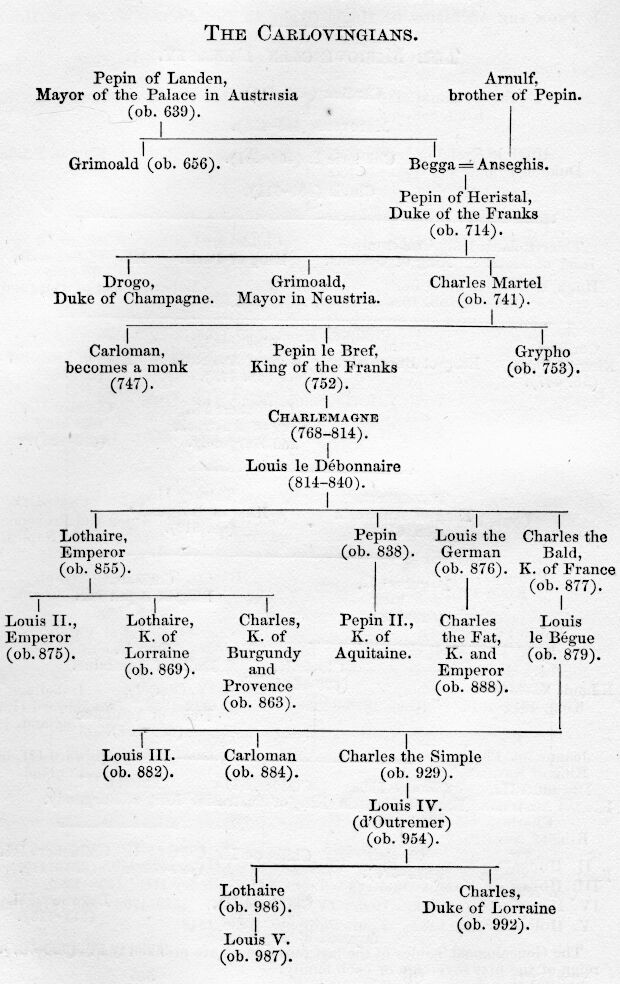 THE CARLOVINGIANS.
Pepin of Landen,
Mayor of the Palace in Austrasia
(ob. 639).
Arnulf,
brother of Pepin.
Grimoald (ob. 656).
Begga = Anseghis.
Pepin of Heristal,
Duke of the Franks
(ob. 714).
Drogo,
Duke of Champagne.
Grimoald,
Mayor in Neustria.
Charles Martel
(ob. 741).
Carloman,
becomes a monk
(747).
Pepin le Bref,
King of the Franks
(752).
Grypho
(ob. 753).
CHARLEMAGNE
(768–814).
Louis le Débonnaire
(814–840).
Lothaire,
Emperor
(ob. 855).
Pepin
(ob. 838).
Louis the
German
(ob. 876).
Charles the
Bald,
K. of France
(ob. 877).
Louis II.,
Emperor
(ob. 875).
Lothaire,
K. of
Lorraine
(ob. 869).
Charles,
K. of
Burgundy
and
Provence
(ob. 863).
Pepin II.,
K. of
Aquitaine.
Charles
the Fat,
K. and
Emperor
(ob. 888).
Louis
le Bégue
(ob. 879).
Louis III.
(ob. 882).
Carloman
(ob. 884).
Charles the Simple
(ob. 929).
Louis IV.
(d'Outremer)
(ob. 954).
Lothaire
(ob. 986).
Charles,
Duke of Lorraine
(ob. 992).
Louis V.
(ob. 987).